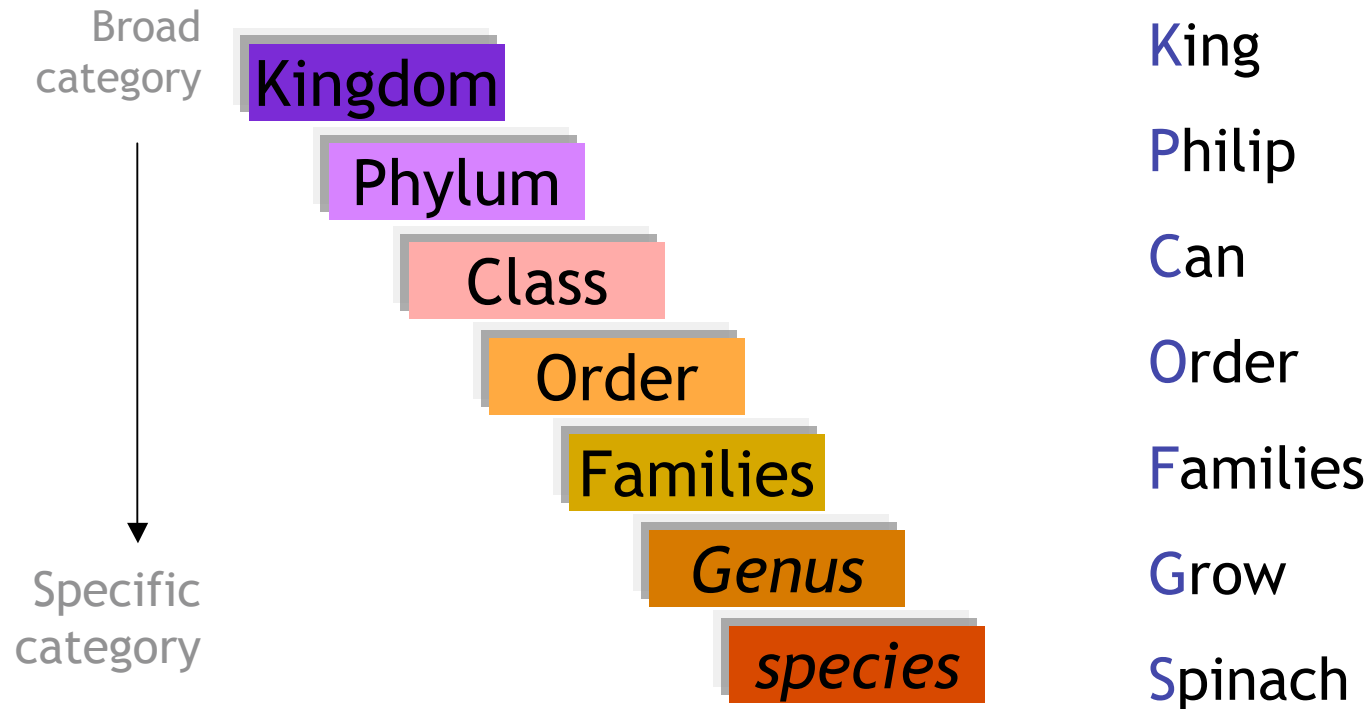 Broad
category
Kingdom
Phylum
Class
Order
Families
Genus
species
Specific
category
King
Philip
Can
Order
Families
Grow
Spinach